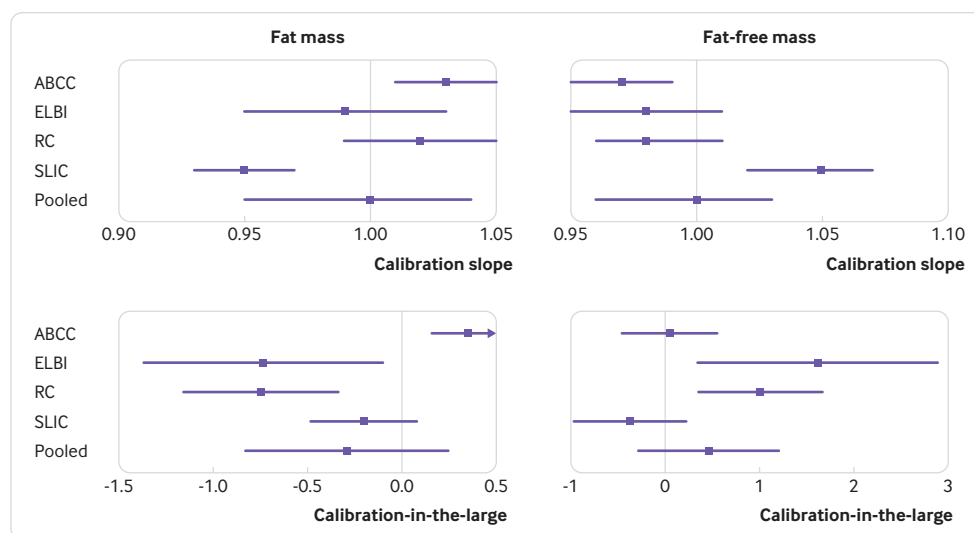 Fat mass
Fat-free mass
ABCC
ELBI
RC
SLIC
Pooled
0.90 0.95 1.00 1.05
0.95 1.00 1.05 1.10
Calibration slope
Calibration slope
ABCC
ELBI
RC
SLIC
Pooled
-1.5 -1.0 -0.5 0.0 0.5
-1 0 1 2 3
Calibration-in-the-large
Calibration-in-the-large